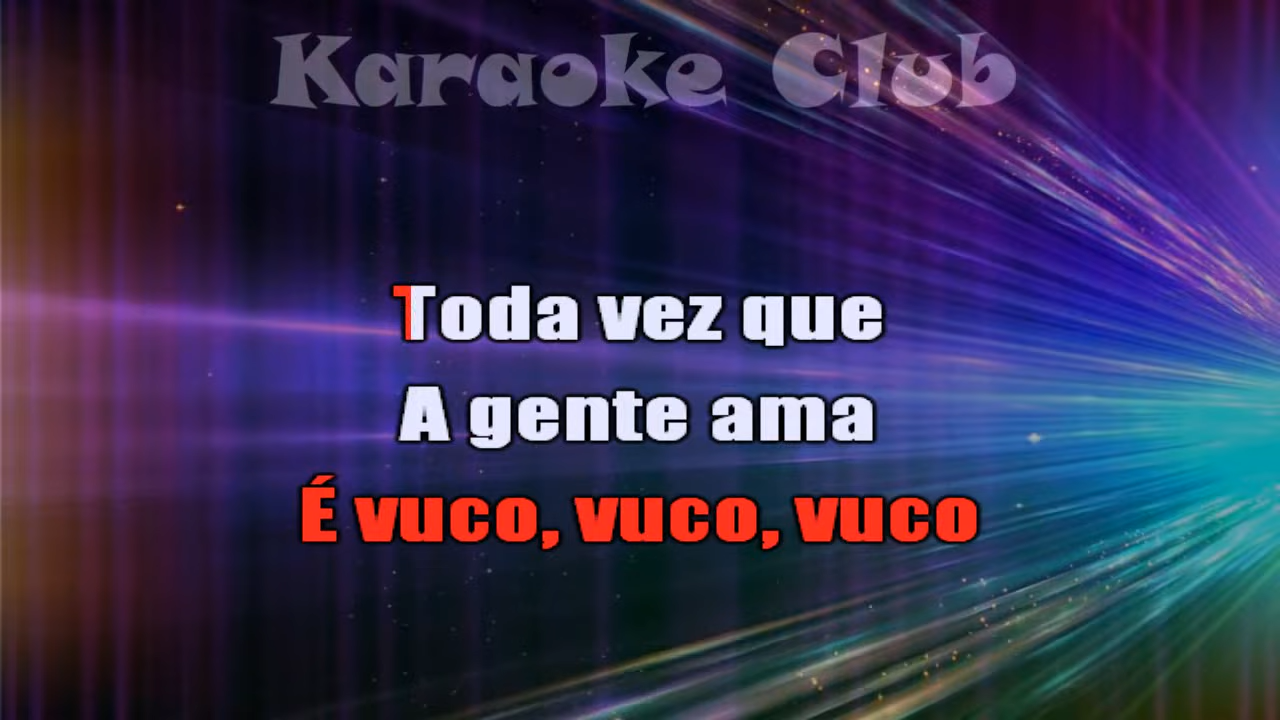 Karaoke Club
Toda vez que
A gente ama
É vuco, vuco, vuco